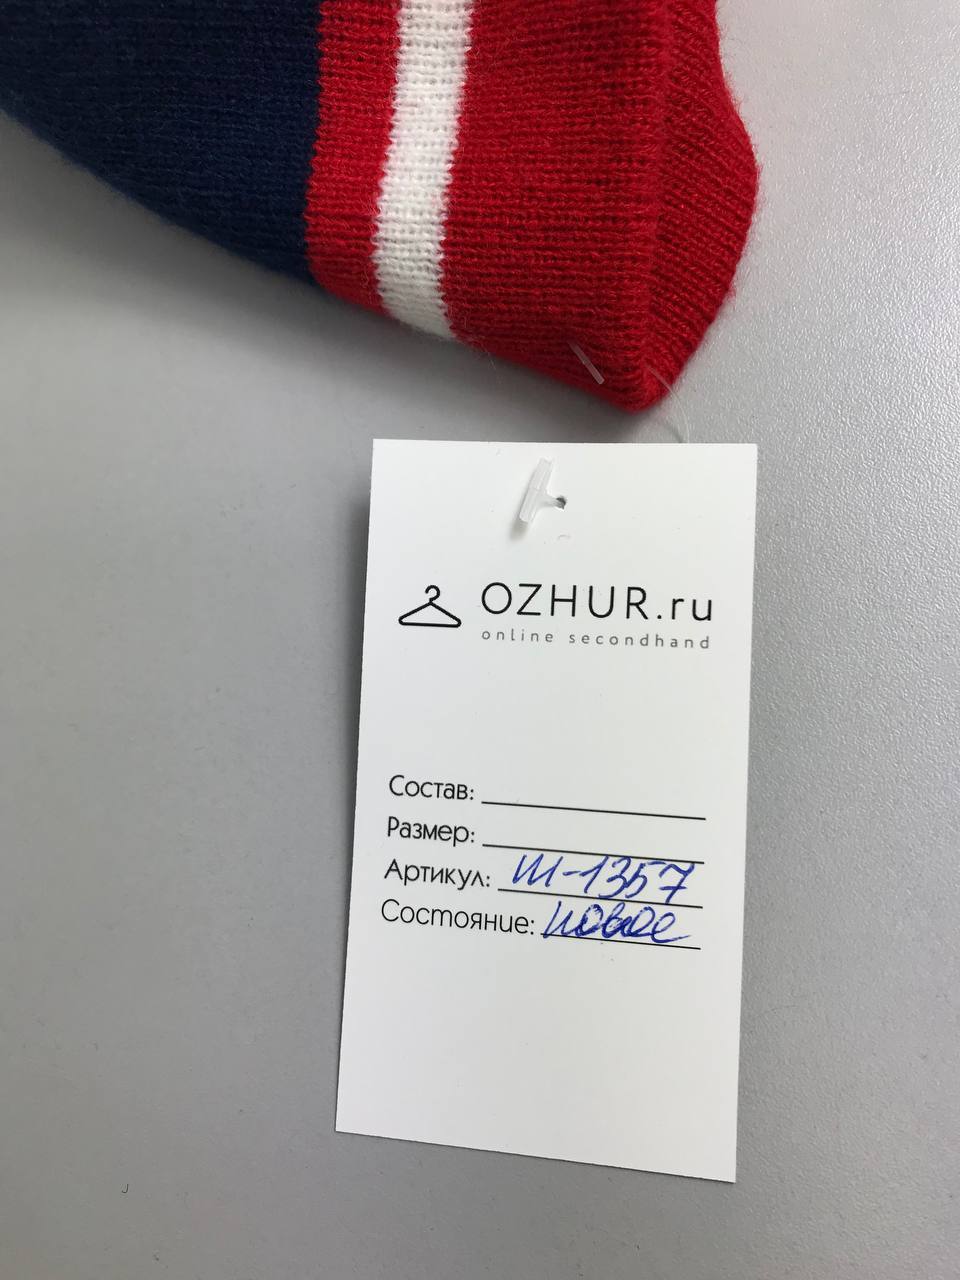 OZHUR.ru
online secondhand
Состав:
Размер:
Артикул: Ш-1357
Состояние: новое